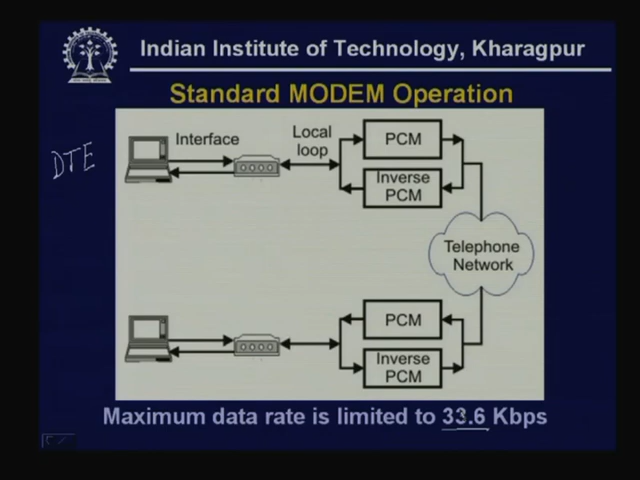 Indian Institute of Technology, Kharagpur
Standard MODEM Operation
DTE
Interface
Local
loop
PCM
Inverse
PCM
Telephone
Network
PCM
Inverse
PCM
Maximum data rate is limited to 33.6 Kbps